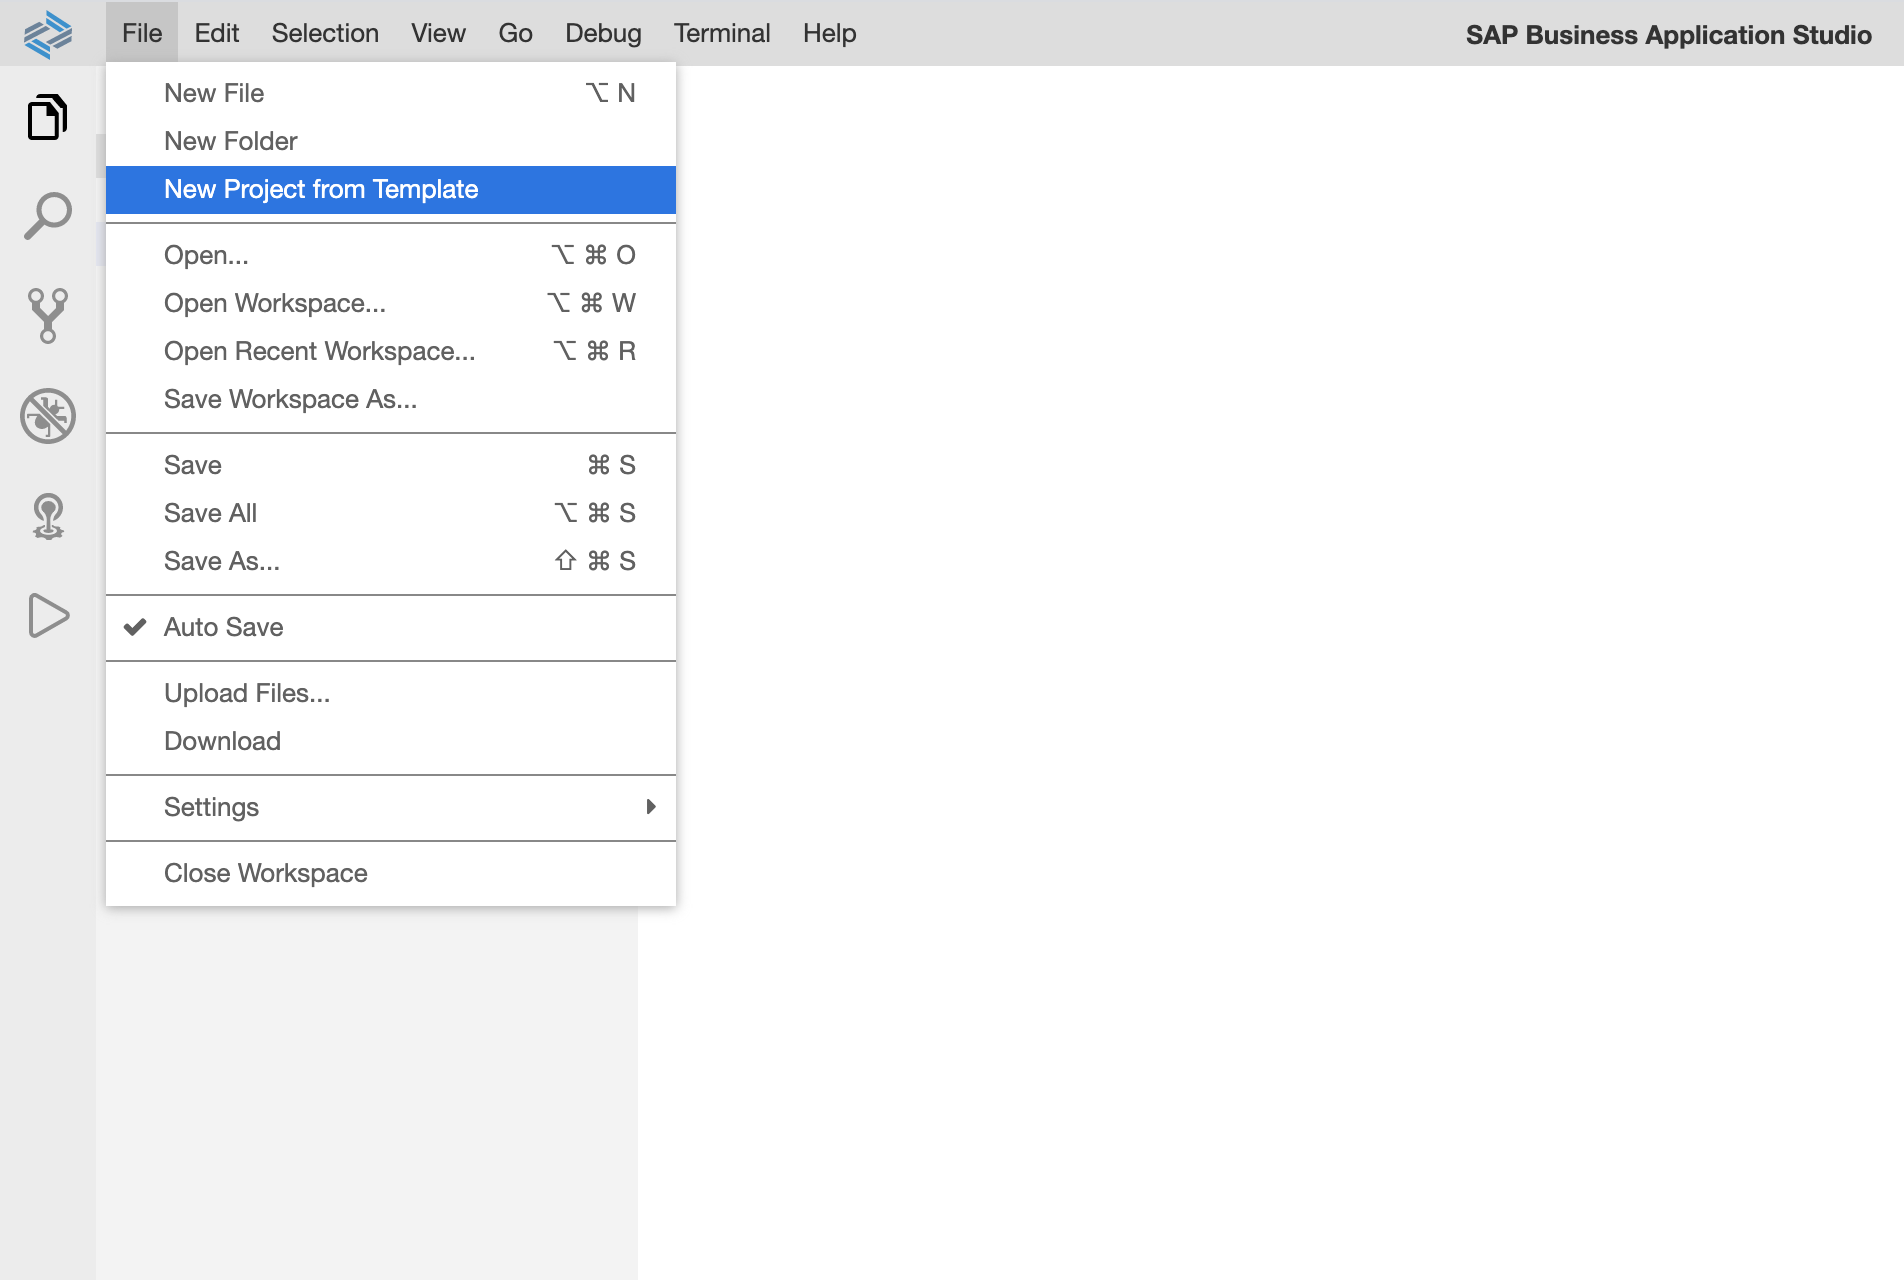 File Edit Selection View Go Debug Terminal Help SAP Business Application Studio
New File ⌥ N
New Folder
New Project from Template
Open... ⌥ ⌘ O
Open Workspace... ⌥ ⌘ W
Open Recent Workspace... ⌥ ⌘ R
Save Workspace As...
Save ⌘ S
Save All ⌥ ⌘ S
Save As... ⇧ ⌘ S
Auto Save
Upload Files...
Download
Settings
Close Workspace